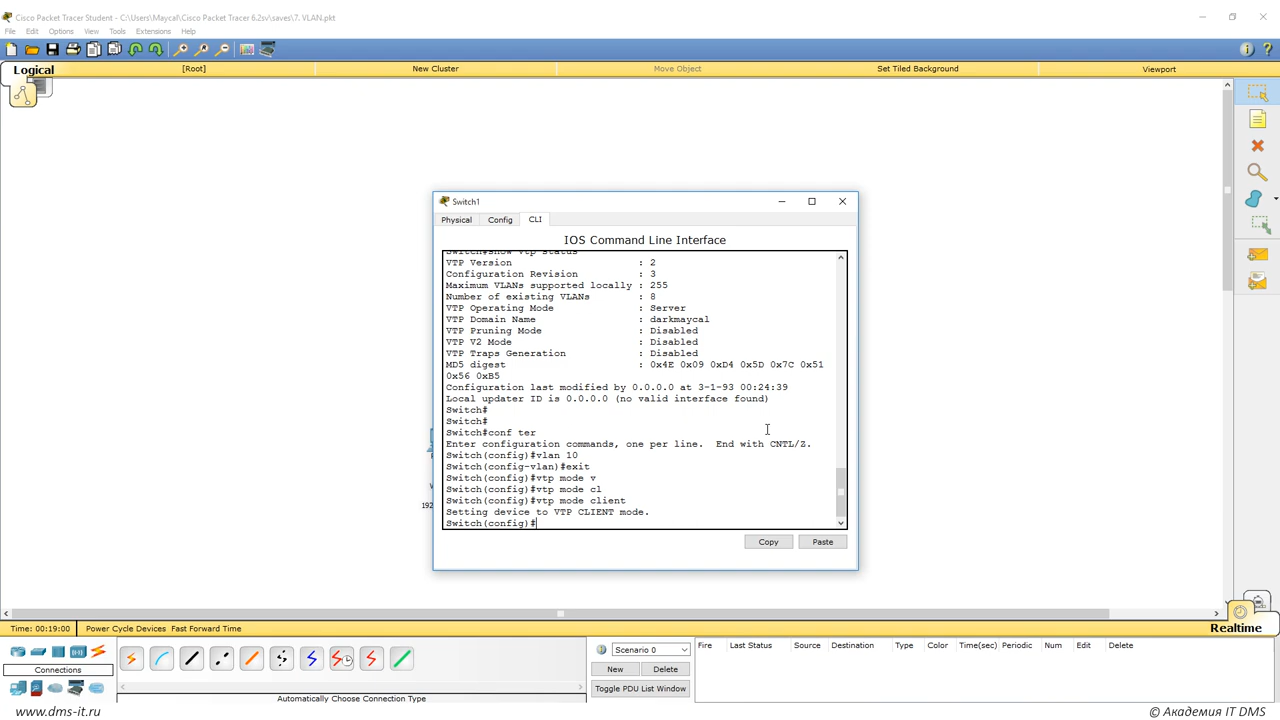 Cisco Packet Tracer Student - C:\Users\Maycal\Cisco Packet Tracer 6.2sv\saves\7. VLAN.pkt
File Edit Options View Tools Extensions Help
Logical [Root] New Cluster Move Object Set Tiled Background Viewport
Switch1
Physical Config CLI
IOS Command Line Interface
Switch#show vtp status
VTP Version : 2
Configuration Revision : 3
Maximum VLANs supported locally : 255
Number of existing VLANs : 8
VTP Operating Mode : Server
VTP Domain Name : darkmaycal
VTP Pruning Mode : Disabled
VTP V2 Mode : Disabled
VTP Traps Generation : Disabled
MD5 digest : 0x4E 0x09 0xD4 0x5D 0x7C 0x51
0x56 0xB5
Configuration last modified by 0.0.0.0 at 3-1-93 00:24:39
Local updater ID is 0.0.0.0 (no valid interface found)
Switch#
Switch#
Switch#conf ter
Enter configuration commands, one per line. End with CNTL/Z.
Switch(config)#vlan 10
Switch(config-vlan)#exit
Switch(config)#vtp mode v
Switch(config)#vtp mode cl
Switch(config)#vtp mode client
Setting device to VTP CLIENT mode.
Switch(config)#
Copy Paste
192
Time: 00:19:00 Power Cycle Devices Fast Forward Time Realtime
Connections
Automatically Choose Connection Type
Scenario 0
New Delete
Toggle PDU List Window
Fire Last Status Source Destination Type Color Time(sec) Periodic Num Edit Delete
www.dms-it.ru
© Академия IT DMS